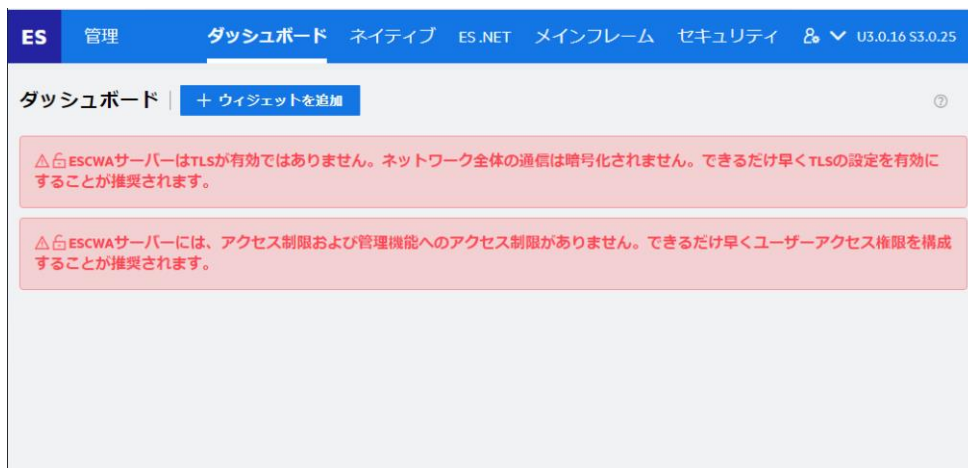 ES 管理 ダッシュボード ネイティブ ES .NET メインフレーム セキュリティ U3.0.16 S3.0.25
ダッシュボード | + ウィジェットを追加
ESCWAサーバーはTLSが有効ではありません。ネットワーク全体の通信は暗号化されません。できるだけ早くTLSの設定を有効に
することが推奨されます。
ESCWAサーバーには、アクセス制限および管理機能へのアクセス制限がありません。できるだけ早くユーザーアクセス権限を構成
することが推奨されます。